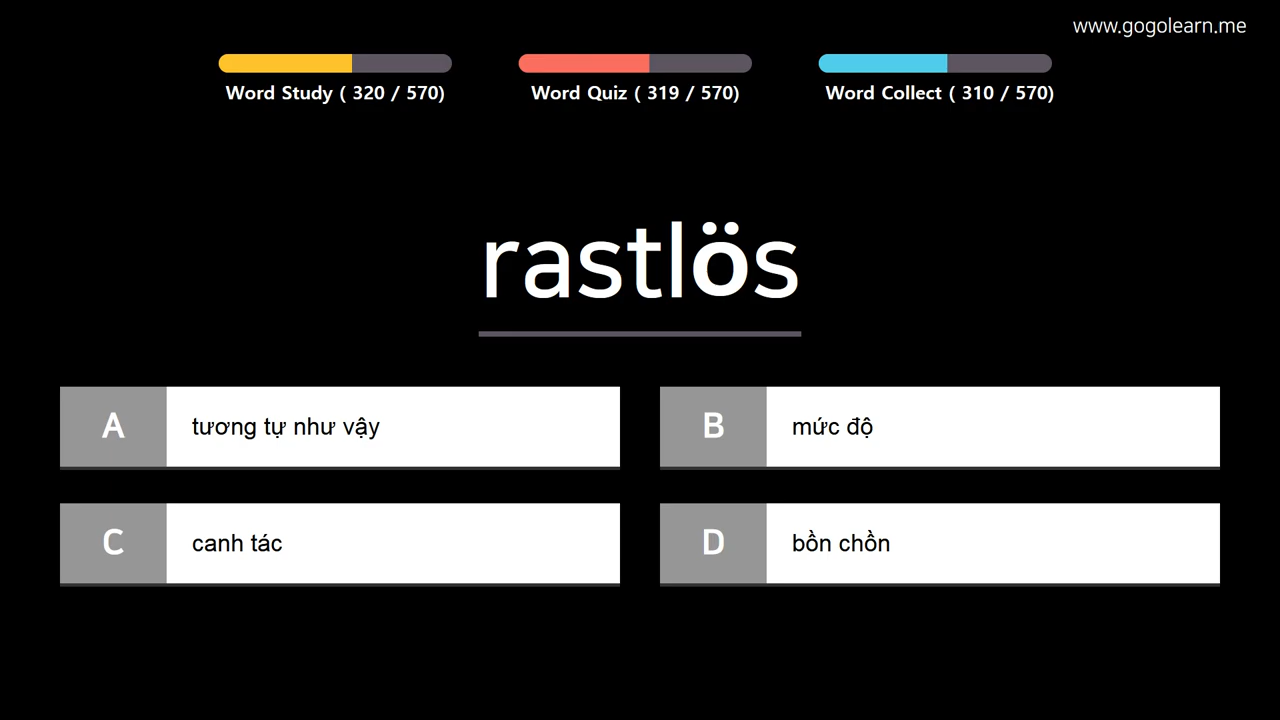 www.gogolearn.me
Word Study ( 320 / 570)
Word Quiz ( 319 / 570)
Word Collect ( 310 / 570)
rastlös
A tương tự như vậy
B mức độ
C canh tác
D bồn chồn